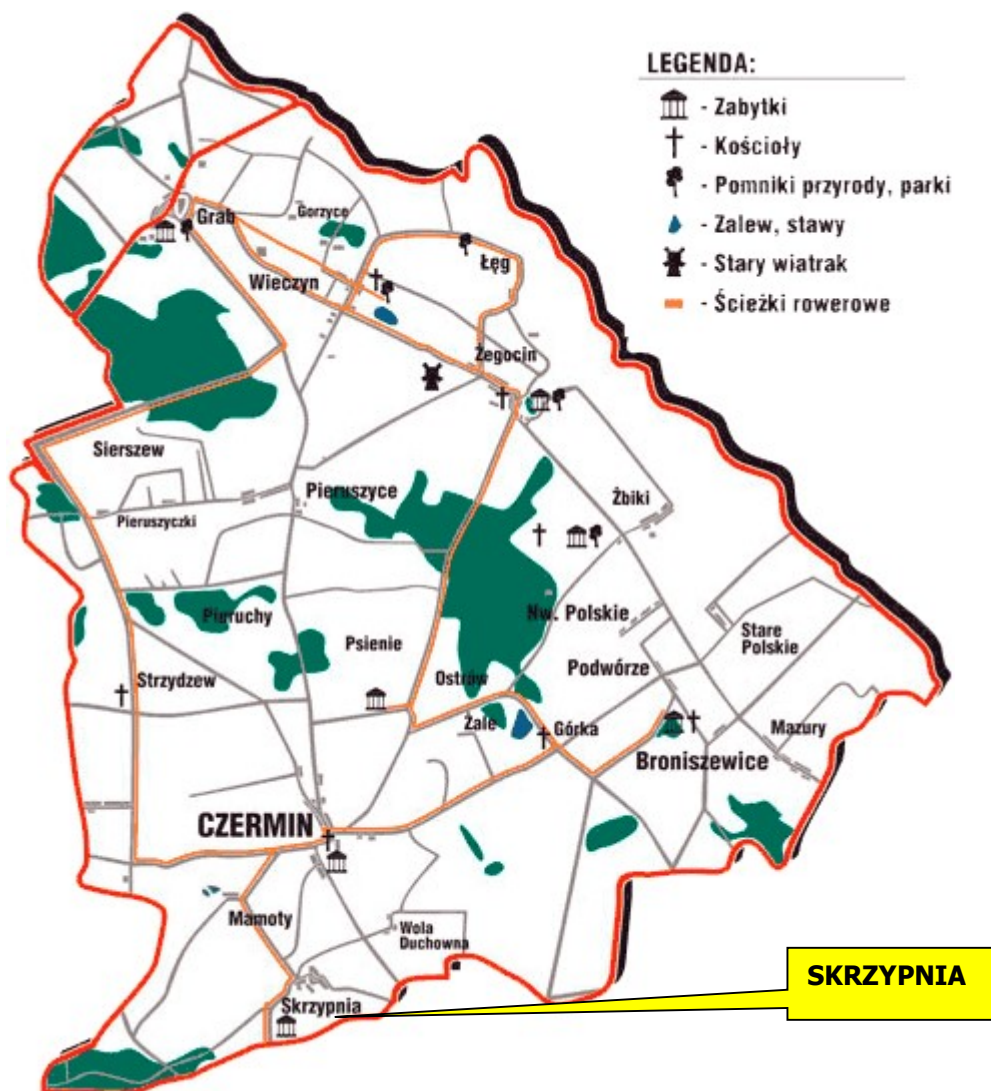 LEGENDA:
- Zabytki
- Kościoły
- Pomniki przyrody, parki
- Zalew, stawy
- Stary wiatrak
- Ścieżki rowerowe
Grab
Gorzyce
Łęg
Wieczyn
Żegocin
Sierszew
Pieruszyce
Żbiki
Pieruszyczki
Pieruchy
Nw. Polskie
Stare
Polskie
Psienie
Podwórze
Strzydzew
Ostrów
Żale
Górka
Mazury
Broniszewice
CZERMIN
Mamoty
Wola
Duchowna
SKRZYPNIA
Skrzypnia